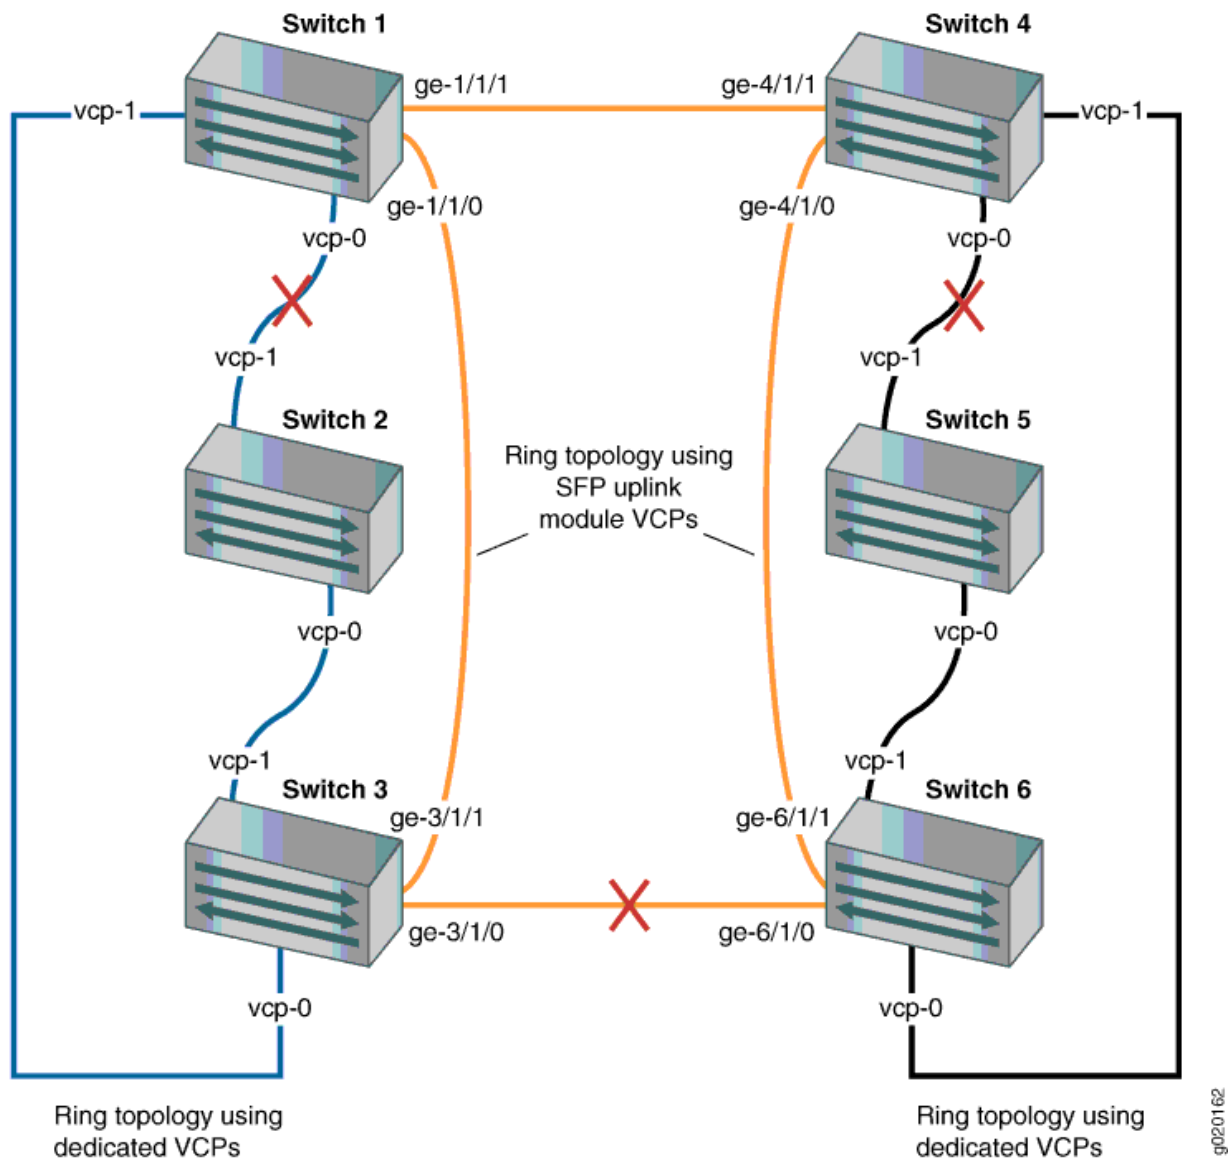 Switch 1
Switch 4
ge-1/1/1
ge-4/1/1
vcp-1
vcp-1
ge-1/1/0
ge-4/1/0
vcp-0
vcp-0
vcp-1
vcp-1
Switch 2
Switch 5
Ring topology using
SFP uplink
module VCPs
vcp-0
vcp-0
vcp-1
vcp-1
Switch 3
Switch 6
ge-3/1/1
ge-6/1/1
ge-3/1/0
ge-6/1/0
vcp-0
vcp-0
Ring topology using
dedicated VCPs
Ring topology using
dedicated VCPs
g020162